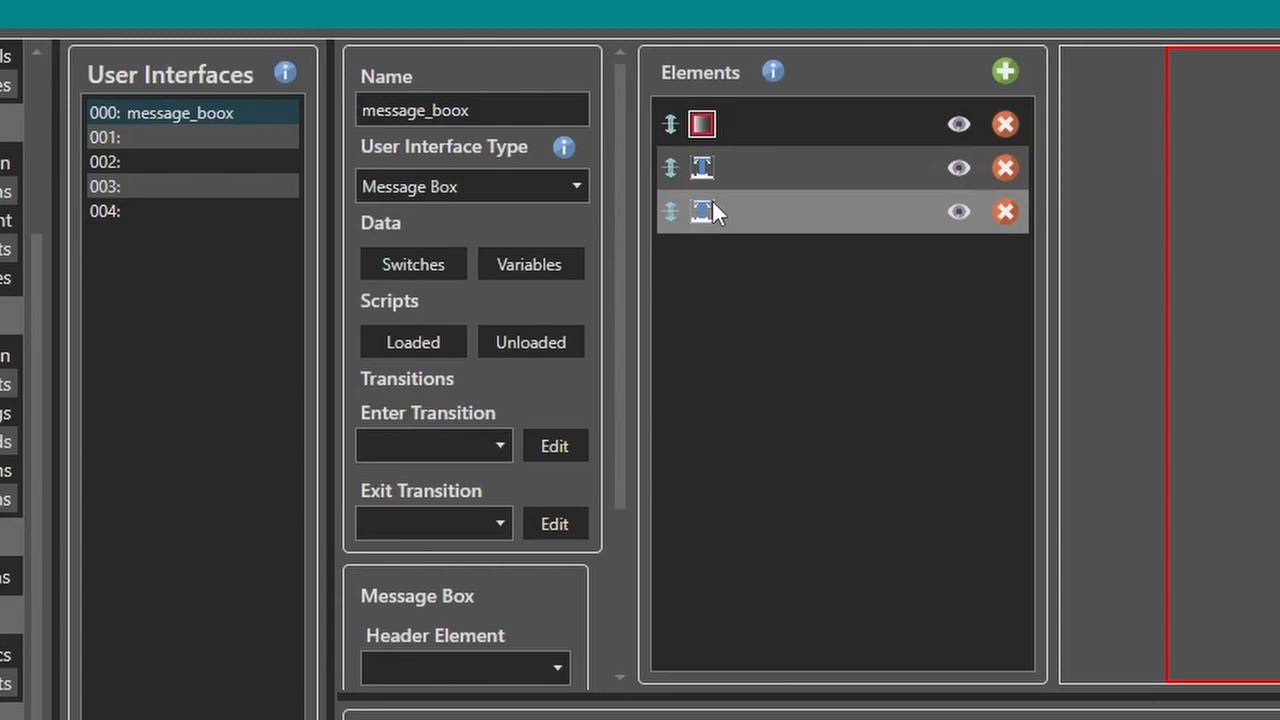 User Interfaces
000: message_boox
001:
002:
003:
004:
Name
message_boox
User Interface Type
Message Box
Data
Switches
Variables
Scripts
Loaded
Unloaded
Transitions
Enter Transition
Edit
Exit Transition
Edit
Message Box
Header Element
Elements